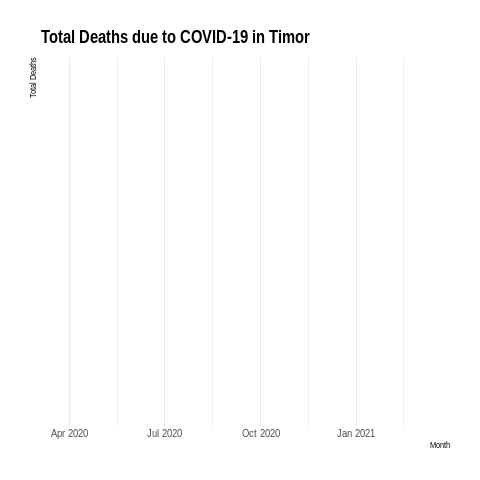 Total Deaths due to COVID-19 in Timor
Total Deaths
Apr 2020 Jul 2020 Oct 2020 Jan 2021
Month